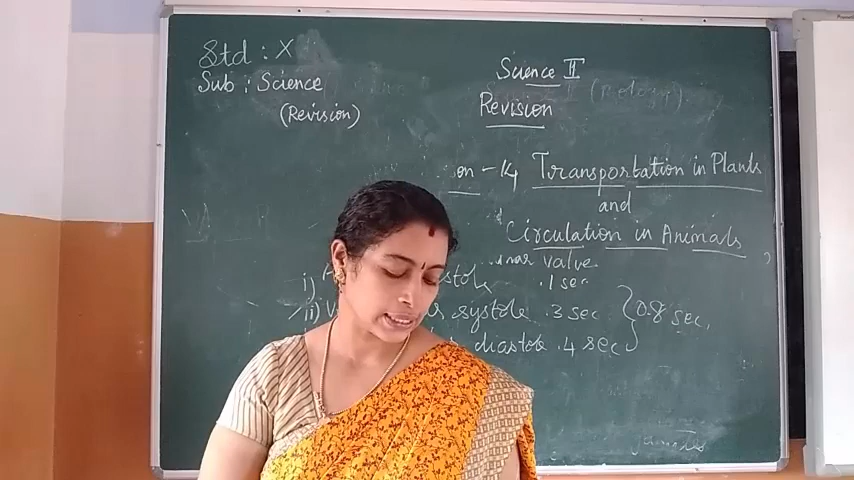 Std : X
Sub : Science
(Revision)
Science II
Revision
on - 14 Transportation in Plants
and
Circulation in Animals
valve
i) .1 sec
ii) systole .3 sec 0.8 sec.
diastole .4 sec